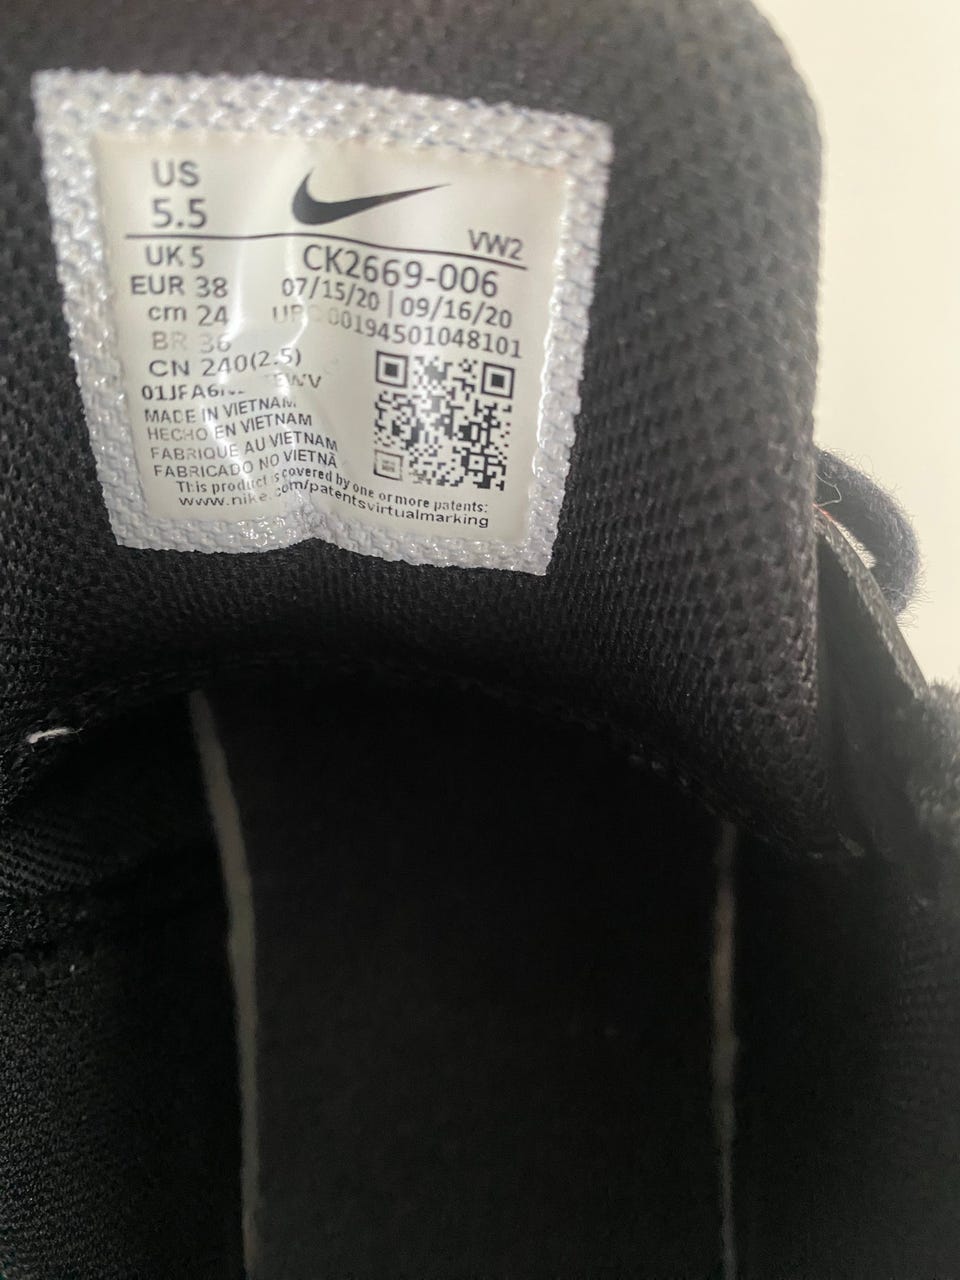 US
5.5
VW2
UK 5
CK2669-006
EUR 38
07/15/20 | 09/16/20
cm 24
00194501048101
BR 36
CN 240(2.5)
MADE IN VIETNAM
HECHO EN VIETNAM
FABRIQUE AU VIETNAM
FABRICADO NO VIETNÃ
This product is covered by one or more patents:
www.nike.com/patentsvirtualmarking